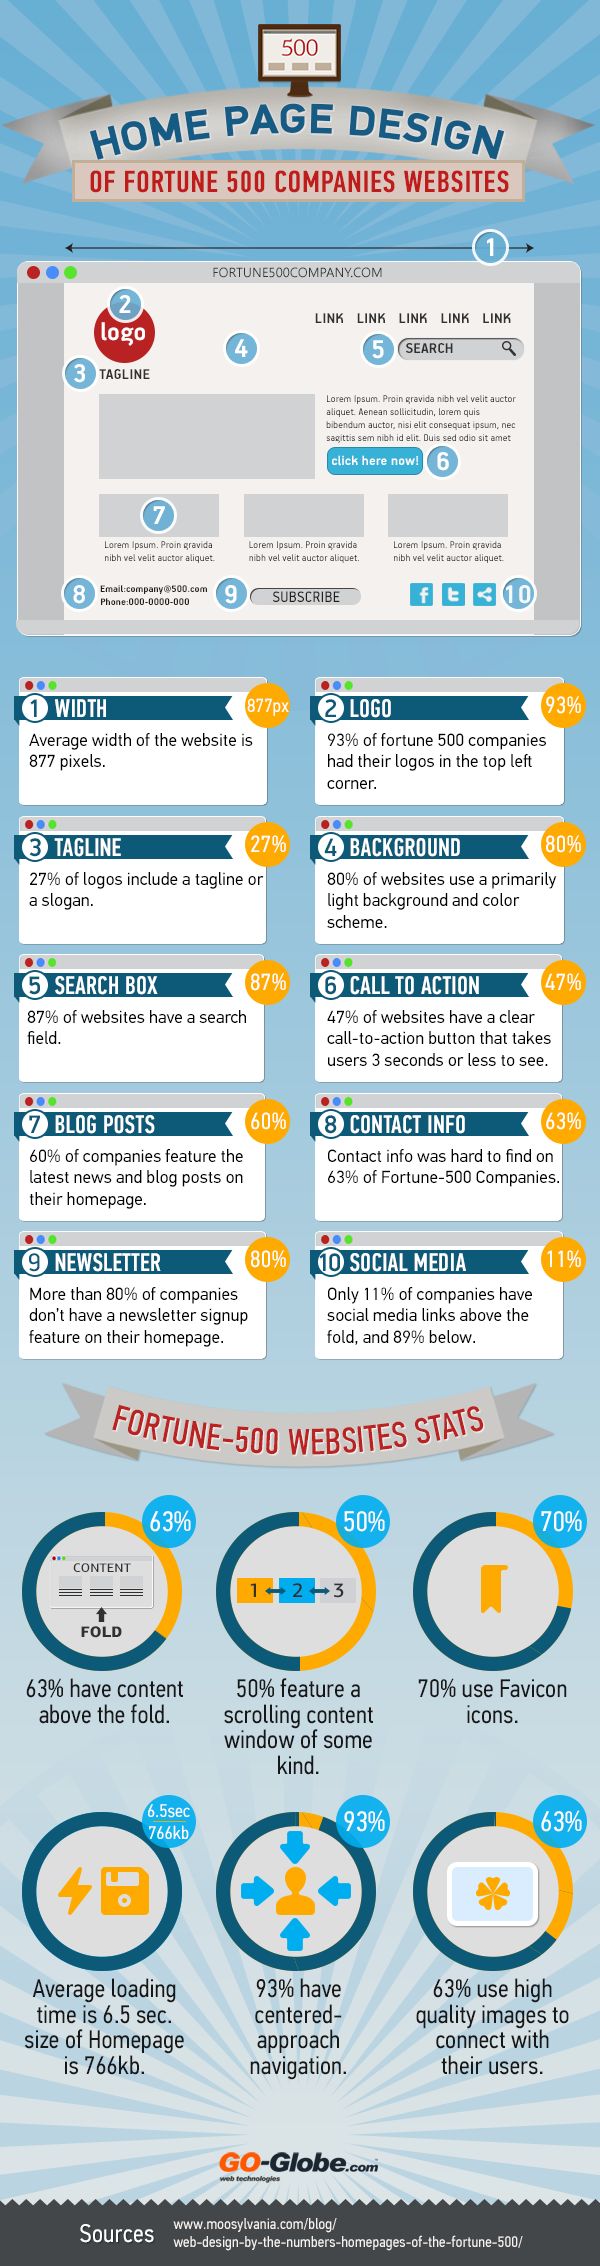 500
HOME PAGE DESIGN
OF FORTUNE 500 COMPANIES WEBSITES
1
FORTUNE500COMPANY.COM
2
logo
LINK LINK LINK LINK LINK
3 TAGLINE
4
5 SEARCH
Lorem Ipsum. Proin gravida nibh vel velit auctor
aliquet. Aenean sollicitudin, lorem quis
bibendum auctor, nisi elit consequat ipsum, nec
sagittis sem nibh id elit. Duis sed odio sit amet
click here now! 6
7
Lorem Ipsum. Proin gravida
nibh vel velit auctor aliquet.
Lorem Ipsum. Proin gravida
nibh vel velit auctor aliquet.
Lorem Ipsum. Proin gravida
nibh vel velit auctor aliquet.
8 Email:company@500.com
Phone:000-0000-000
9 SUBSCRIBE
f t 10
1 WIDTH 877px
Average width of the website is
877 pixels.
2 LOGO 93%
93% of fortune 500 companies
had their logos in the top left
corner.
3 TAGLINE 27%
27% of logos include a tagline or
a slogan.
4 BACKGROUND 80%
80% of websites use a primarily
light background and color
scheme.
5 SEARCH BOX 87%
87% of websites have a search
field.
6 CALL TO ACTION 47%
47% of websites have a clear
call-to-action button that takes
users 3 seconds or less to see.
7 BLOG POSTS 60%
60% of companies feature the
latest news and blog posts on
their homepage.
8 CONTACT INFO 63%
Contact info was hard to find on
63% of Fortune-500 Companies.
9 NEWSLETTER 80%
More than 80% of companies
don't have a newsletter signup
feature on their homepage.
10 SOCIAL MEDIA 11%
Only 11% of companies have
social media links above the
fold, and 89% below.
FORTUNE-500 WEBSITES STATS
63%
CONTENT
FOLD
63% have content
above the fold.
50%
1 2 3
50% feature a
scrolling content
window of some
kind.
70%
70% use Favicon
icons.
6.5sec
766kb
Average loading
time is 6.5 sec.
size of Homepage
is 766kb.
93%
93% have
centered-
approach
navigation.
63%
63% use high
quality images to
connect with
their users.
GO-Globe.com
web technologies
Sources
www.moosylvania.com/blog/
web-design-by-the-numbers-homepages-of-the-fortune-500/